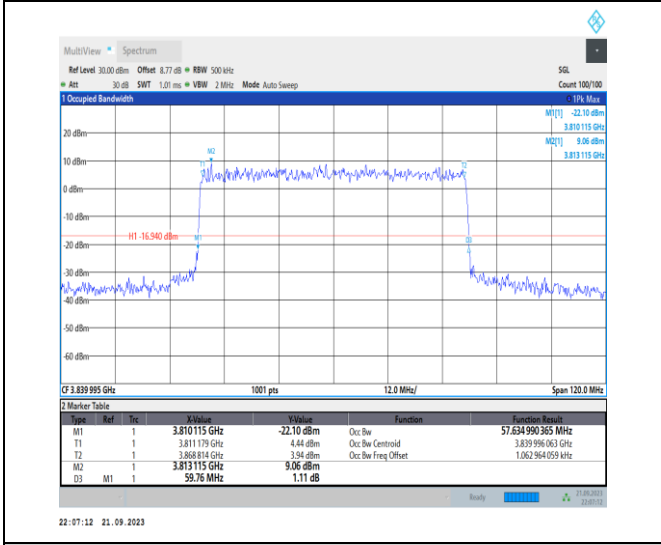 MultiView Spectrum
Ref Level 30.00 dBm Offset 8.77 dB RBW 500 kHz SGL
Att 30 dB SWT 1.01 ms VBW 2 MHz Mode Auto Sweep Count 100/100
1 Occupied Bandwidth 1Pk Max
M1[1] -22.10 dBm
3.810 115 GHz
M2[1] 9.06 dBm
3.813 115 GHz
20 dBm
M2
10 dBm
T1 T2
0 dBm
-10 dBm
H1 -16.940 dBm M1 D3
-20 dBm
-30 dBm
-40 dBm
-50 dBm
-60 dBm
CF 3.839 995 GHz 1001 pts 12.0 MHz/ Span 120.0 MHz
2 Marker Table
Type Ref Trc X-Value Y-Value Function Function Result
M1 1 3.810 115 GHz -22.10 dBm Occ Bw 57.634 990 365 MHz
T1 1 3.811 179 GHz 4.44 dBm Occ Bw Centroid 3.839 996 063 GHz
T2 1 3.868 814 GHz 3.94 dBm Occ Bw Freq Offset 1.062 964 059 kHz
M2 1 3.813 115 GHz 9.06 dBm
D3 M1 1 59.76 MHz 1.11 dB
Ready 21.09.2023
22:07:12
22:07:12 21.09.2023